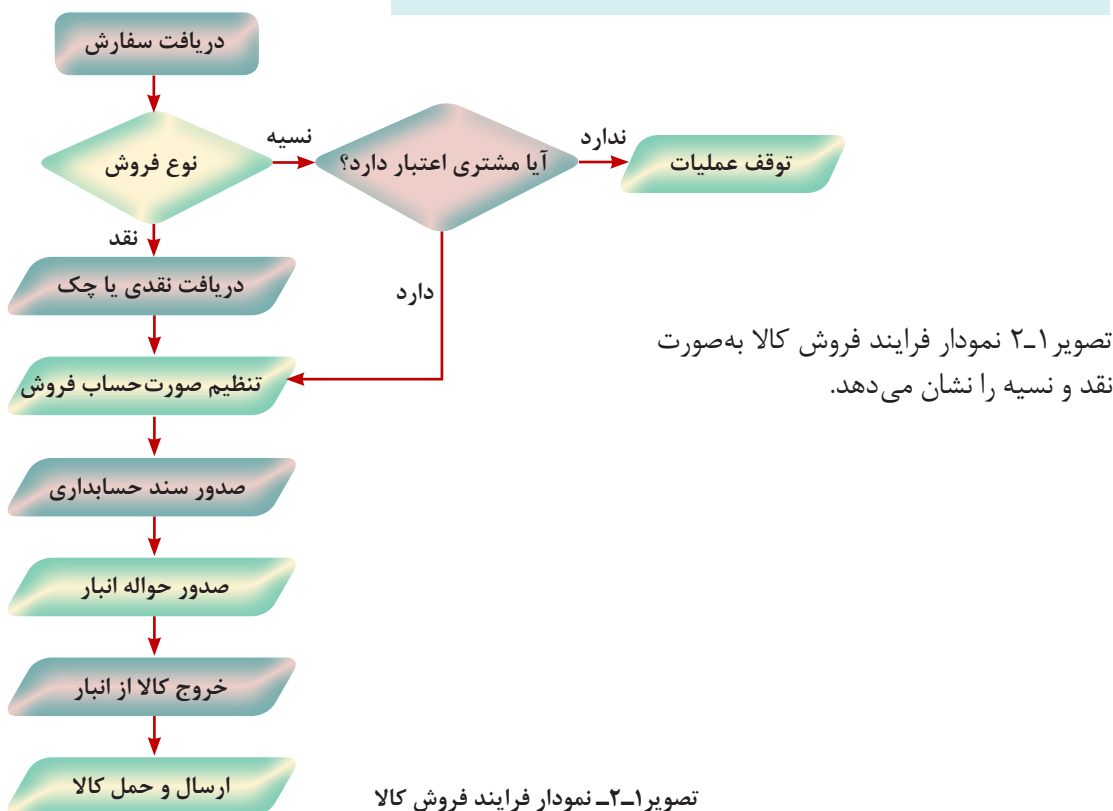 دریافت سفارش
نوع فروش
نسیه
آیا مشتری اعتبار دارد؟
ندارد
توقف عملیات
نقد
دریافت نقدی یا چک
دارد
تنظیم صورت‌حساب فروش
صدور سند حسابداری
صدور حواله انبار
خروج کالا از انبار
ارسال و حمل کالا
تصویر۱ـ۲ نمودار فرایند فروش کالا به‌صورت
نقد و نسیه را نشان می‌دهد.
تصویر۱ـ۲ـ نمودار فرایند فروش کالا